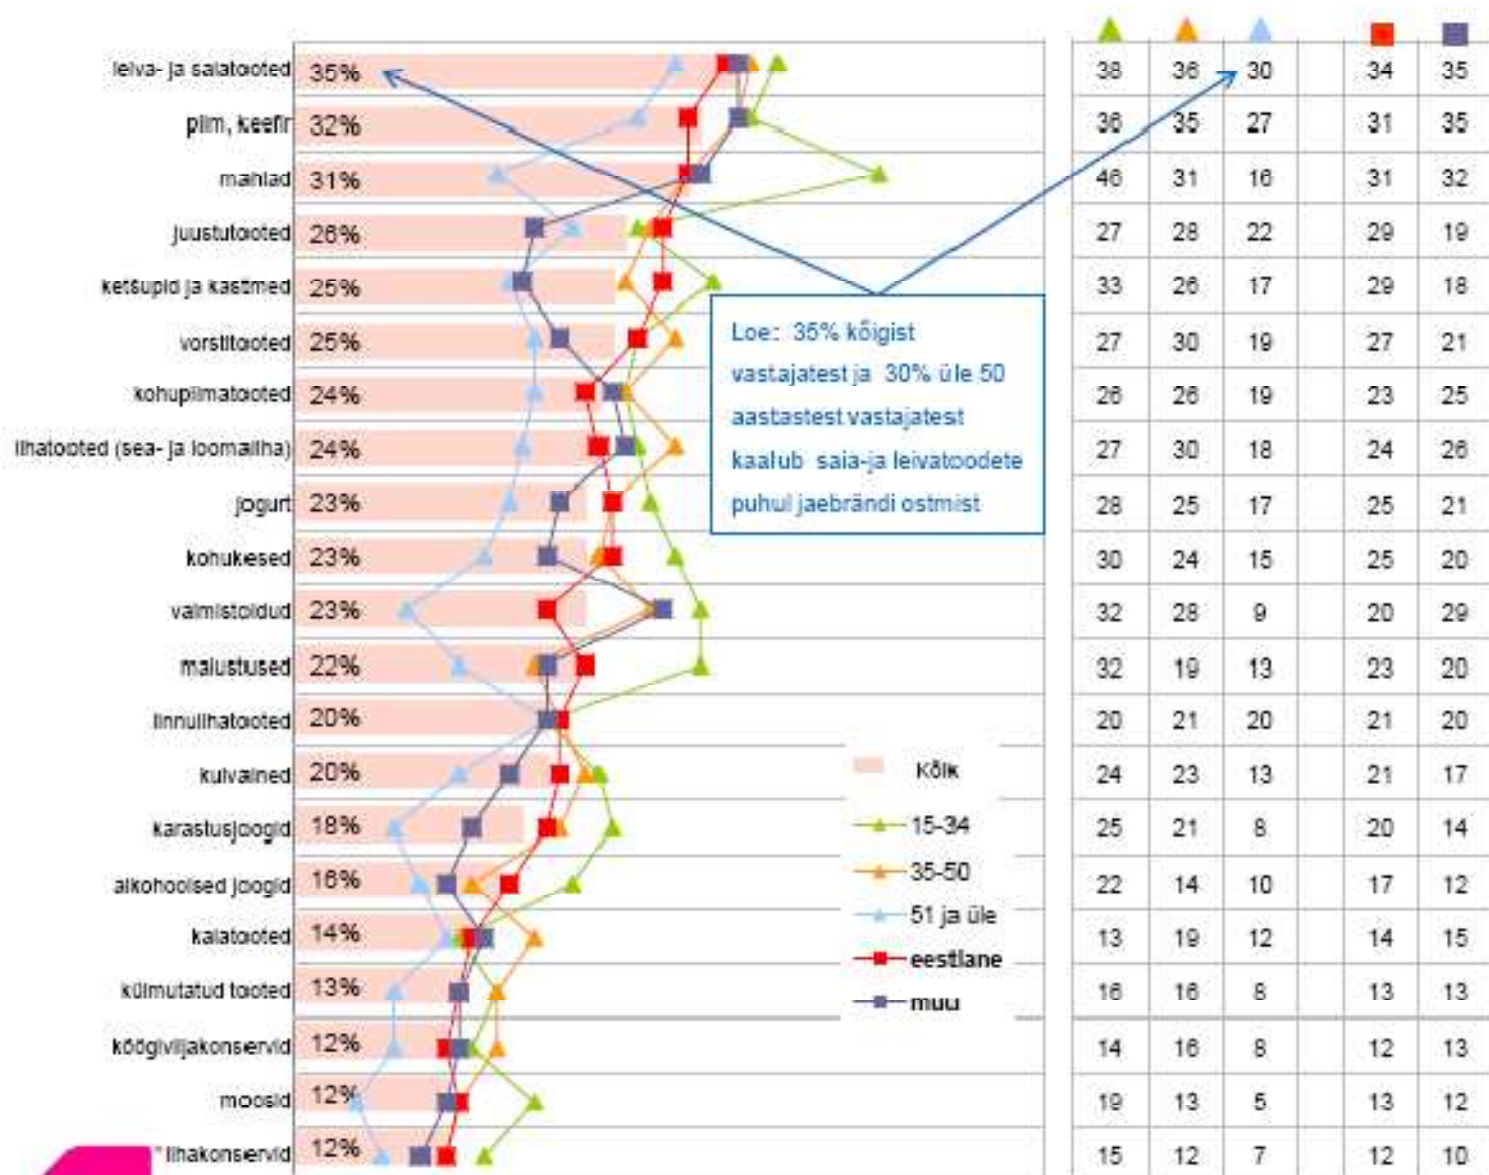 leiva- ja saiatooted 35% 38 36 30 34 35
piim, keefir 32% 36 35 27 31 35
mahlad 31% 46 31 16 31 32
juustutooted 26% 27 28 22 29 19
ketšupid ja kastmed 25% 33 26 17 29 18
vorstitooted 25% 27 30 19 27 21
kohupiimatooted 24% 26 26 19 23 25
lihatooted (sea- ja loomaliha) 24% 27 30 18 24 26
jogurt 23% 28 25 17 25 21
kohukesed 23% 30 24 15 25 20
valmistoidud 23% 32 28 9 20 29
maiustused 22% 32 19 13 23 20
linnulihatooted 20% 20 21 20 21 20
kuivained 20% 24 23 13 21 17
karastusjoogid 18% 25 21 8 20 14
alkohoolsed joogid 16% 22 14 10 17 12
kalatooted 14% 13 19 12 14 15
külmutatud tooted 13% 16 16 8 13 13
köögiviljakonservid 12% 14 16 8 12 13
moosid 12% 19 13 5 13 12
lihakonservid 12% 15 12 7 12 10
Loe: 35% kõigist
vastajatest ja 30% üle 50
aastastest vastajatest
kaalub saia-ja leivatoodete
puhul jaebrändi ostmist
Kõik
15-34
35-50
51 ja üle
eestlane
muu